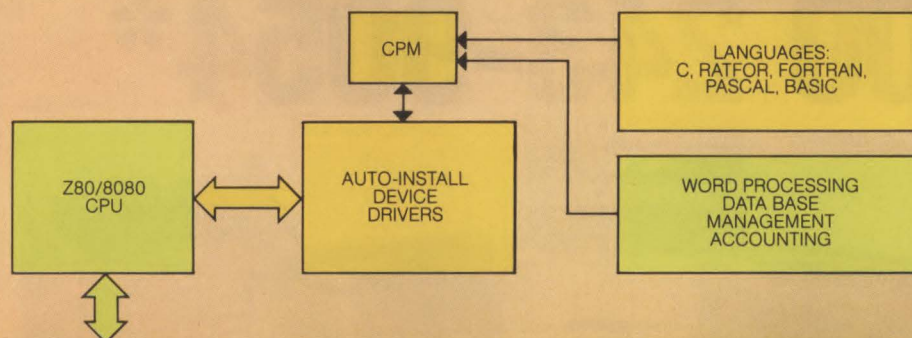 CPM
LANGUAGES:
C, RATFOR, FORTRAN,
PASCAL, BASIC
Z80/8080
CPU
AUTO-INSTALL
DEVICE
DRIVERS
WORD PROCESSING
DATA BASE
MANAGEMENT
ACCOUNTING